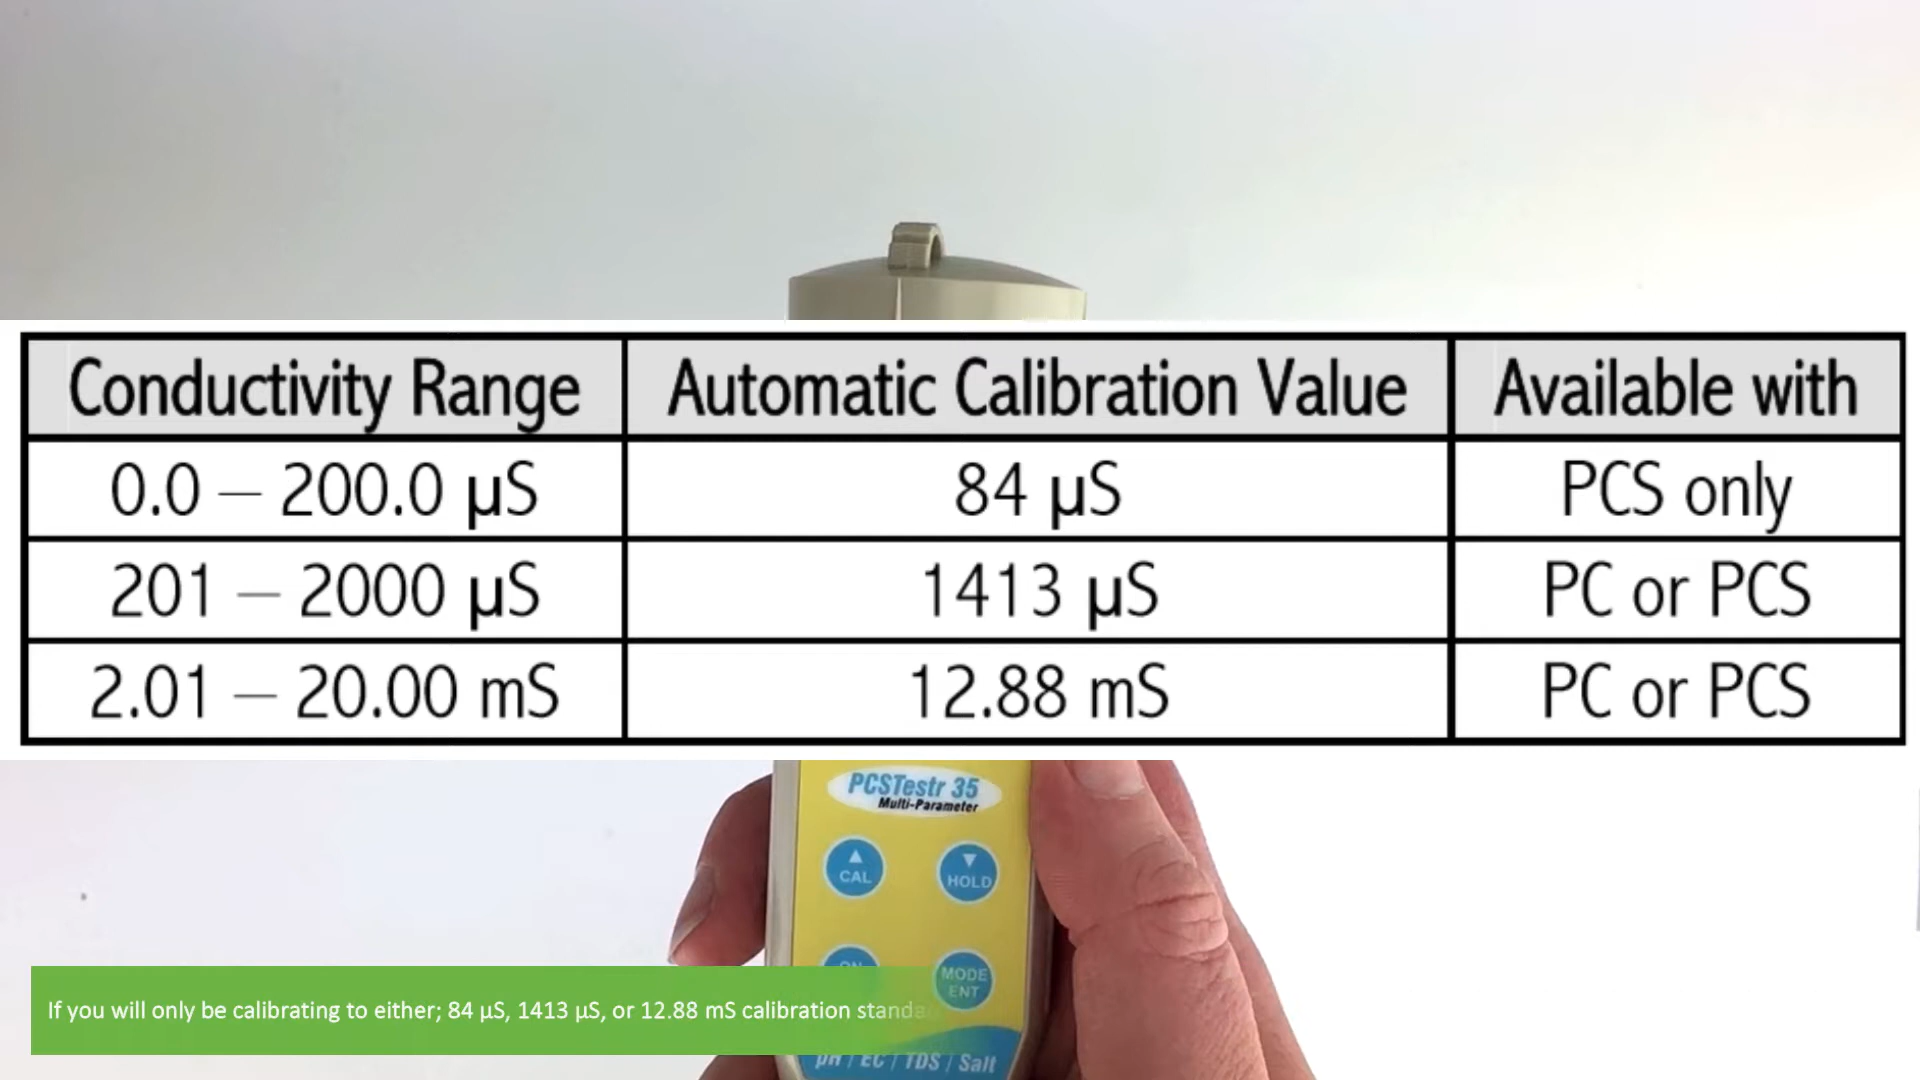 Conductivity Range Automatic Calibration Value Available with
0.0 – 200.0 µS 84 µS PCS only
201 – 2000 µS 1413 µS PC or PCS
2.01 – 20.00 mS 12.88 mS PC or PCS
PCSTestr 35
Multi-Parameter
CAL HOLD
ON MODE
ENT
If you will only be calibrating to either; 84 µS, 1413 µS, or 12.88 mS calibration
pH / EC / TDS / Salt